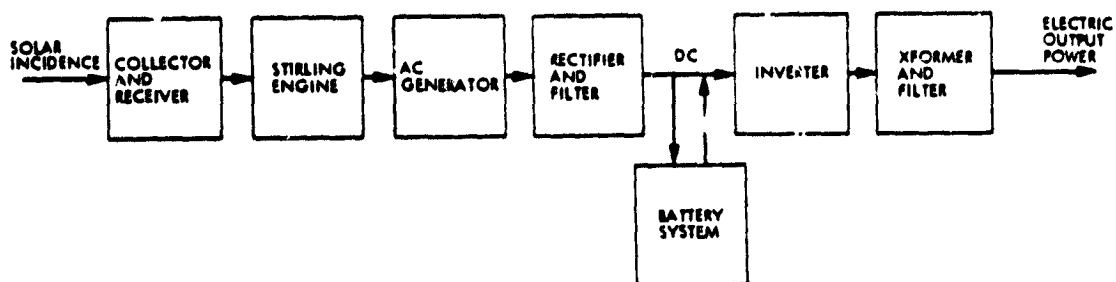 SOLAR
INCIDENCE
COLLECTOR
AND
RECEIVER
STIRLING
ENGINE
AC
GENERATOR
RECTIFIER
AND
FILTER
DC
INVERTER
XFORMER
AND
FILTER
ELECTRIC
OUTPUT
POWER
BATTERY
SYSTEM